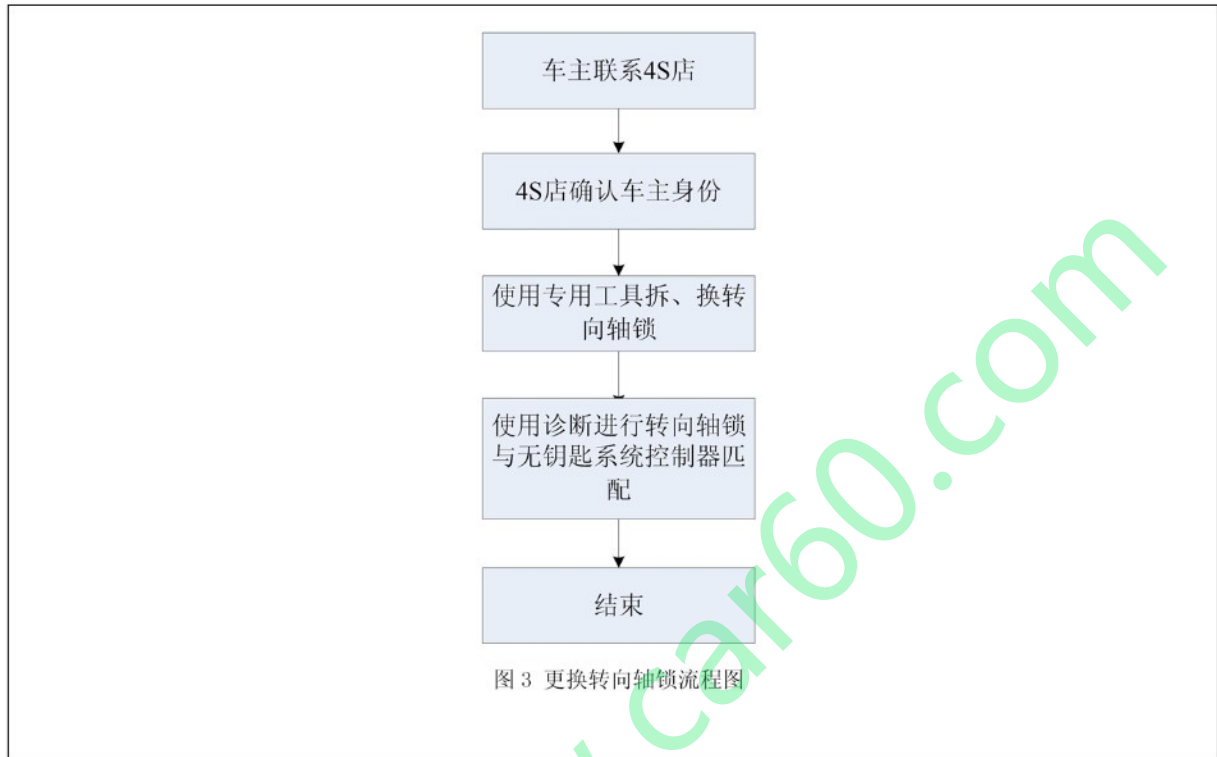 车主联系4S店
4S店确认车主身份
使用专用工具拆、换转
向轴锁
使用诊断进行转向轴锁
与无钥匙系统控制器匹
配
结束
图 3 更换转向轴锁流程图
car60.com